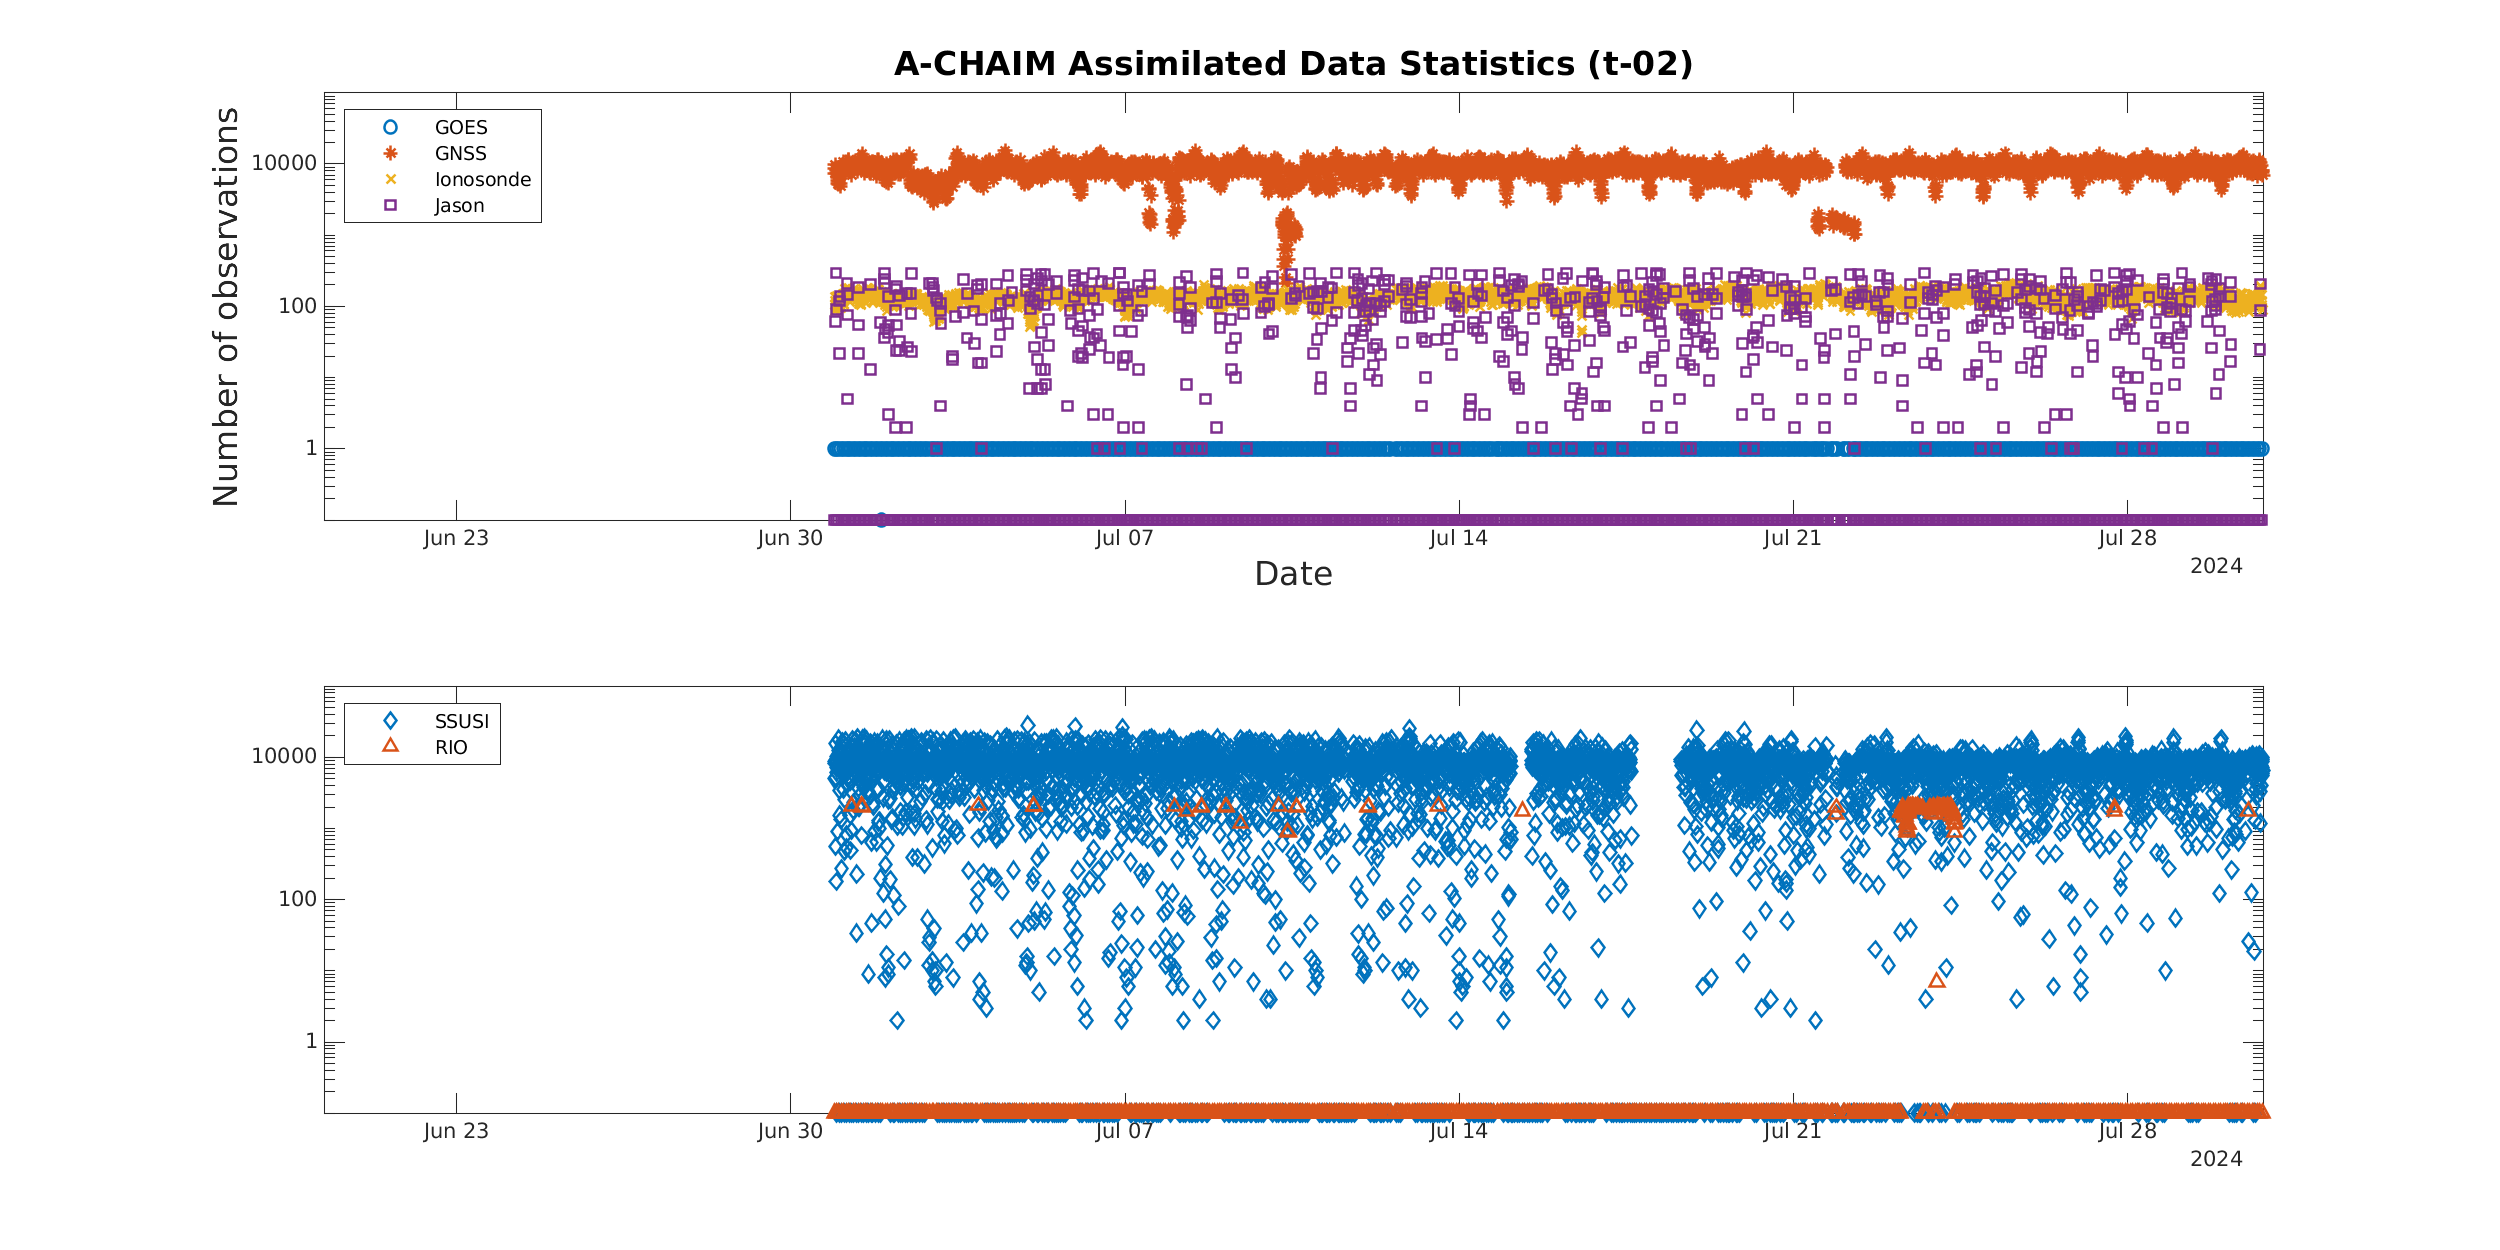 A-CHAIM Assimilated Data Statistics (t-02)
Number of observations
GOES
GNSS
Ionosonde
Jason
10000
100
1
Jun 23 Jun 30 Jul 07 Jul 14 Jul 21 Jul 28
2024
Date
SSUSI
RIO
10000
100
1
Jun 23 Jun 30 Jul 07 Jul 14 Jul 21 Jul 28
2024